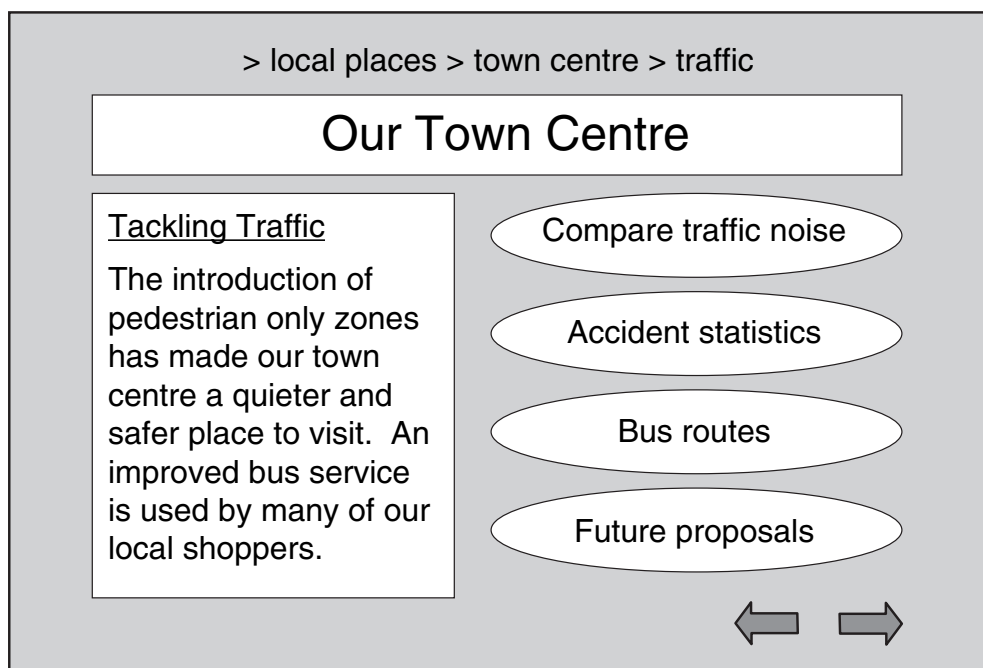 > local places > town centre > traffic
Our Town Centre
Tackling Traffic
The introduction of
pedestrian only zones
has made our town
centre a quieter and
safer place to visit.  An
improved bus service
is used by many of our
local shoppers.
Compare traffic noise
Accident statistics
Bus routes
Future proposals